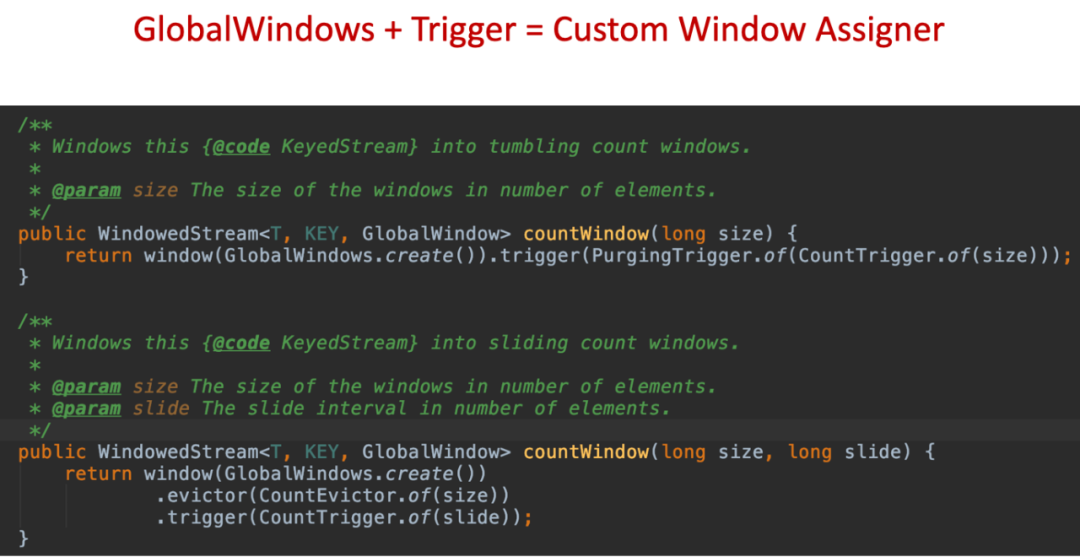 GlobalWindows + Trigger = Custom Window Assigner
/**
 * Windows this {@code KeyedStream} into tumbling count windows.
 *
 * @param size The size of the windows in number of elements.
 */
public WindowedStream<T, KEY, GlobalWindow> countWindow(long size) {
    return window(GlobalWindows.create()).trigger(PurgingTrigger.of(CountTrigger.of(size)));
}
/**
 * Windows this {@code KeyedStream} into sliding count windows.
 *
 * @param size The size of the windows in number of elements.
 * @param slide The slide interval in number of elements.
 */
public WindowedStream<T, KEY, GlobalWindow> countWindow(long size, long slide) {
    return window(GlobalWindows.create())
            .evictor(CountEvictor.of(size))
            .trigger(CountTrigger.of(slide));
}